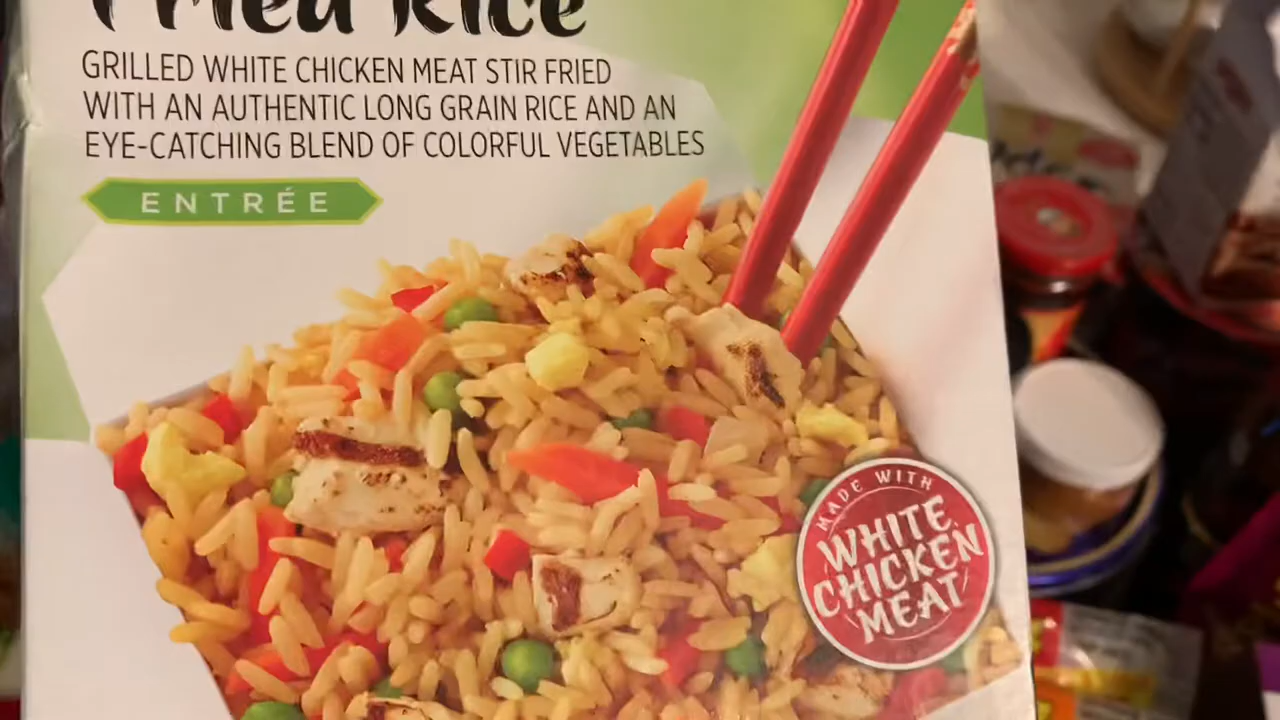 Fried Rice
GRILLED WHITE CHICKEN MEAT STIR FRIED
WITH AN AUTHENTIC LONG GRAIN RICE AND AN
EYE-CATCHING BLEND OF COLORFUL VEGETABLES
ENTRÉE
MADE WITH
WHITE
CHICKEN
MEAT